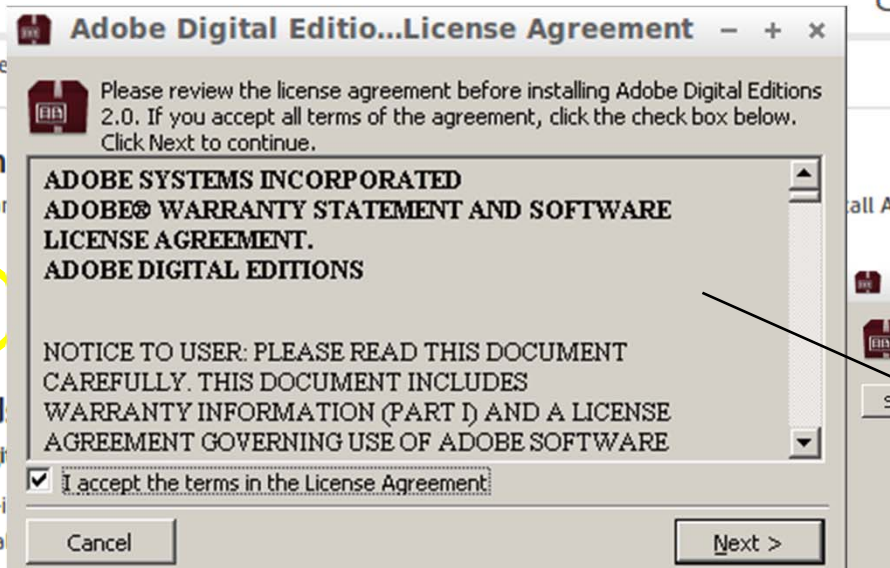 Adobe Digital Editio...License Agreement
Please review the license agreement before installing Adobe Digital Editions
2.0. If you accept all terms of the agreement, click the check box below.
Click Next to continue.
ADOBE SYSTEMS INCORPORATED
ADOBE® WARRANTY STATEMENT AND SOFTWARE
LICENSE AGREEMENT.
ADOBE DIGITAL EDITIONS
NOTICE TO USER: PLEASE READ THIS DOCUMENT
CAREFULLY. THIS DOCUMENT INCLUDES
WARRANTY INFORMATION (PART I) AND A LICENSE
AGREEMENT GOVERNING USE OF ADOBE SOFTWARE
I accept the terms in the License Agreement
Cancel
Next >